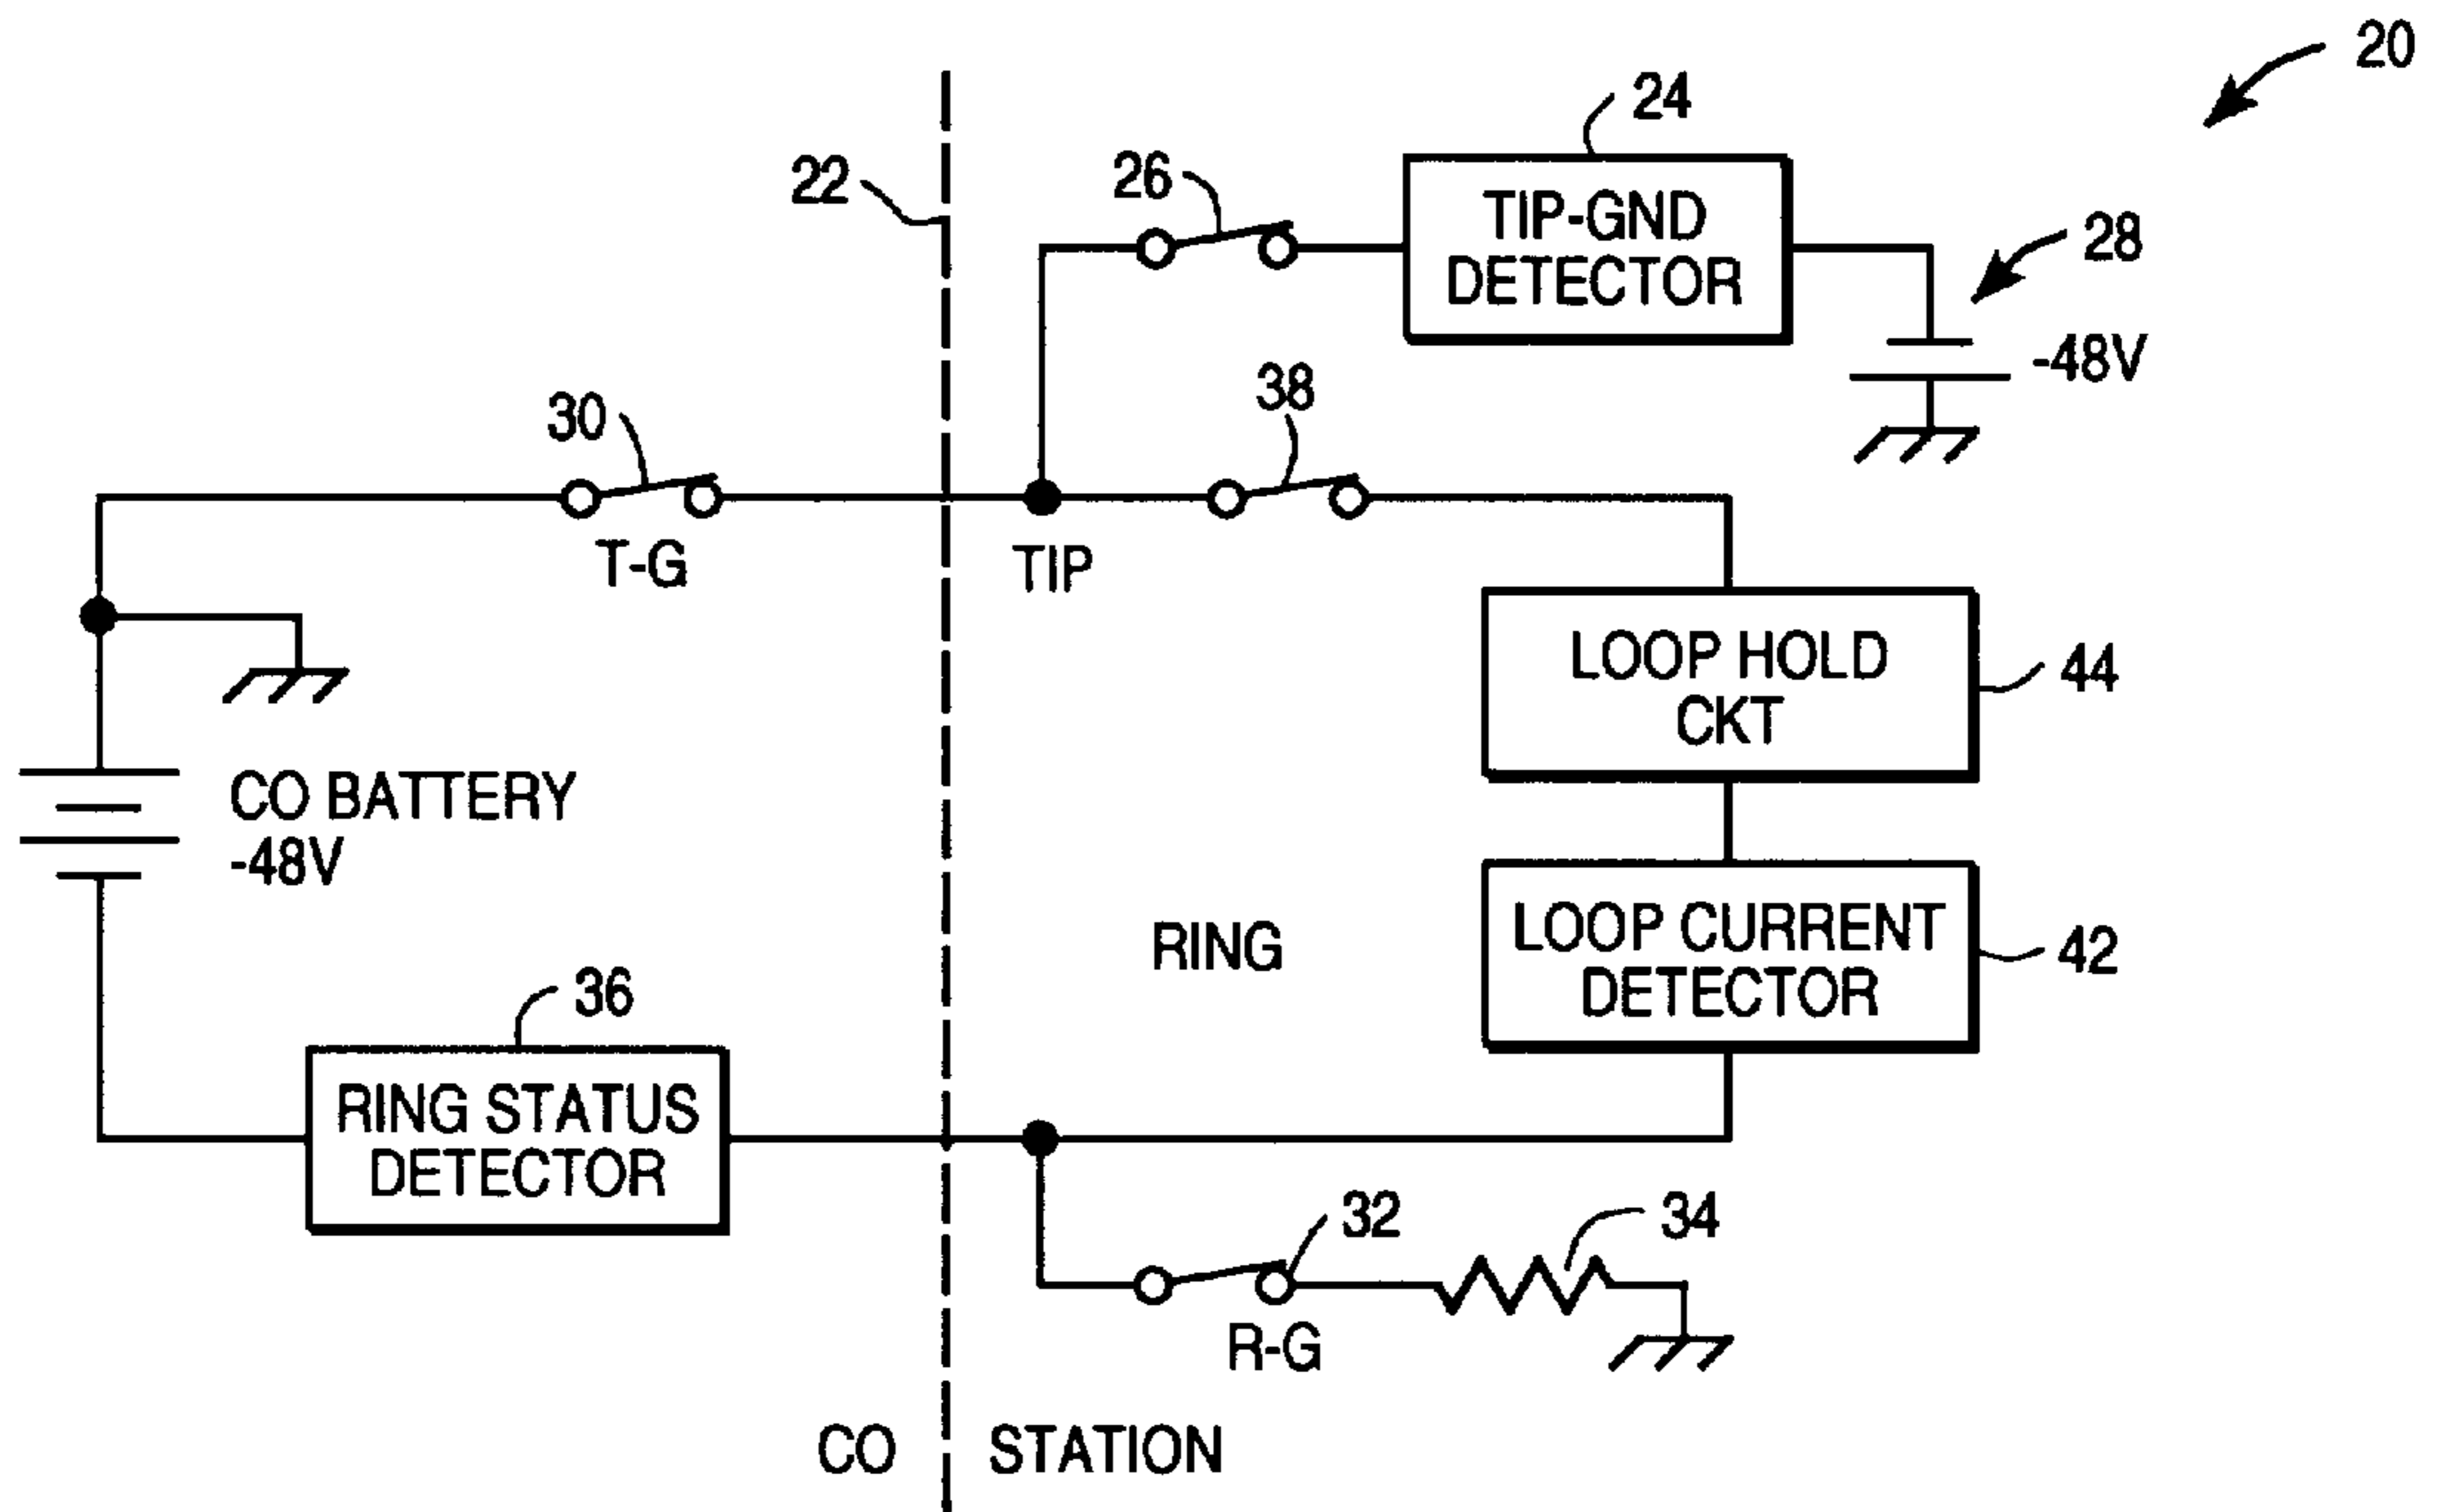 20
24
22
26
TIP-GND
DETECTOR
28
-48V
30
38
T-G
TIP
LOOP HOLD
CKT
44
CO BATTERY
-48V
RING
LOOP CURRENT
DETECTOR
42
36
RING STATUS
DETECTOR
32
34
R-G
CO
STATION